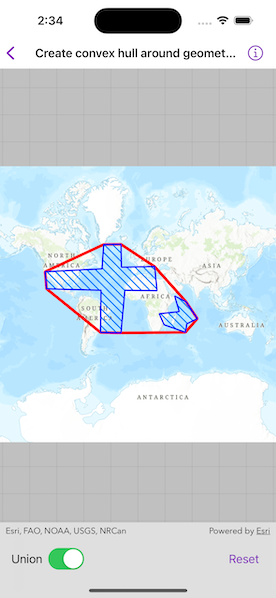 2:34
Create convex hull around geomet...
NORTH
AMERICA
EUROPE
ASIA
AFRICA
SOUTH
AMERICA
AUSTRALIA
ANTARCTICA
Esri, FAO, NOAA, USGS, NRCan
Powered by Esri
Union
Reset